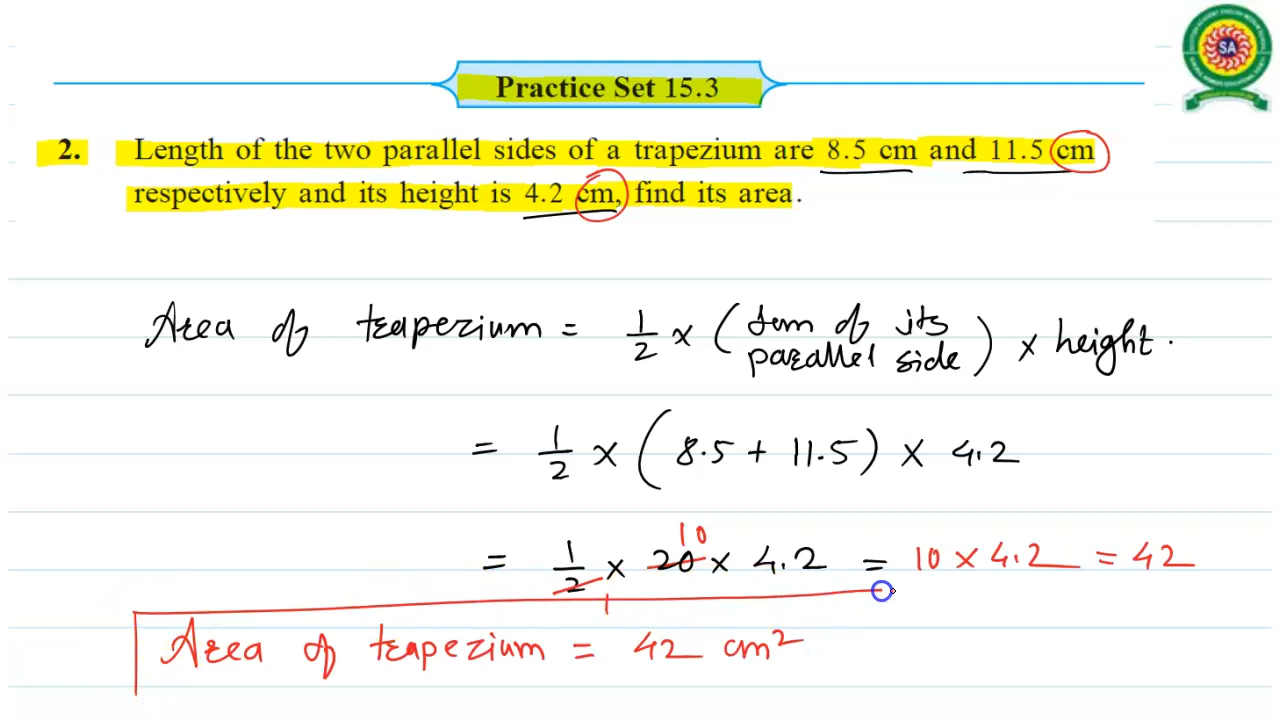 SA
Practice Set 15.3
2. Length of the two parallel sides of a trapezium are 8.5 cm and 11.5 cm
respectively and its height is 4.2 cm, find its area.
Area of trapezium = 1/2 × (Sum of its parallel side) × height.
= 1/2 × (8.5 + 11.5) × 4.2
= 1/2 × 20 × 4.2 = 10 × 4.2 = 42
10
1
Area of trapezium = 42 cm²